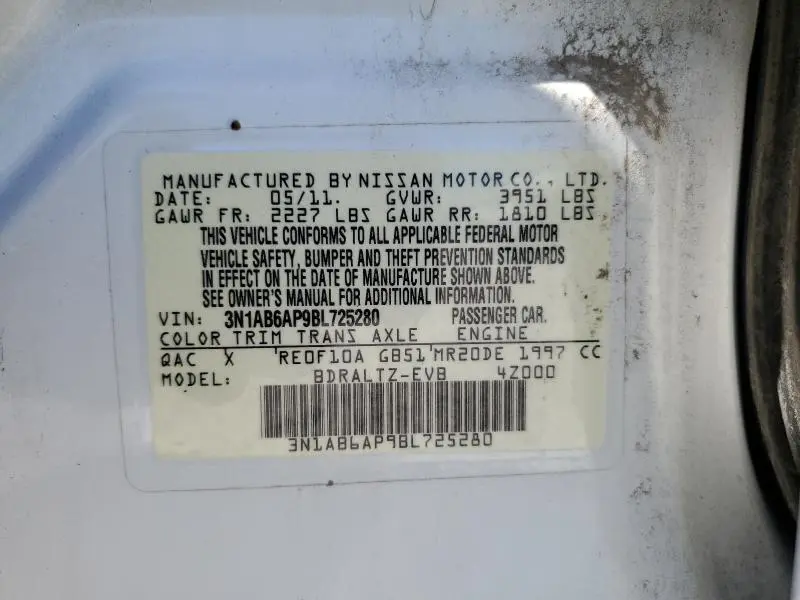 MANUFACTURED BY NISSAN MOTOR CO., LTD.
DATE: 05/11. GVWR: 3951 LBS
GAWR FR: 2227 LBS GAWR RR: 1810 LBS
THIS VEHICLE CONFORMS TO ALL APPLICABLE FEDERAL MOTOR
VEHICLE SAFETY, BUMPER AND THEFT PREVENTION STANDARDS
IN EFFECT ON THE DATE OF MANUFACTURE SHOWN ABOVE.
SEE OWNER'S MANUAL FOR ADDITIONAL INFORMATION.
VIN: 3N1AB6AP9BL725280 PASSENGER CAR.
COLOR TRIM TRANS AXLE ENGINE
QAC X RE0F10A GB51 MR20DE 1997 CC
MODEL: BDRALTZ-EVB 4Z000
3N1AB6AP9BL725280